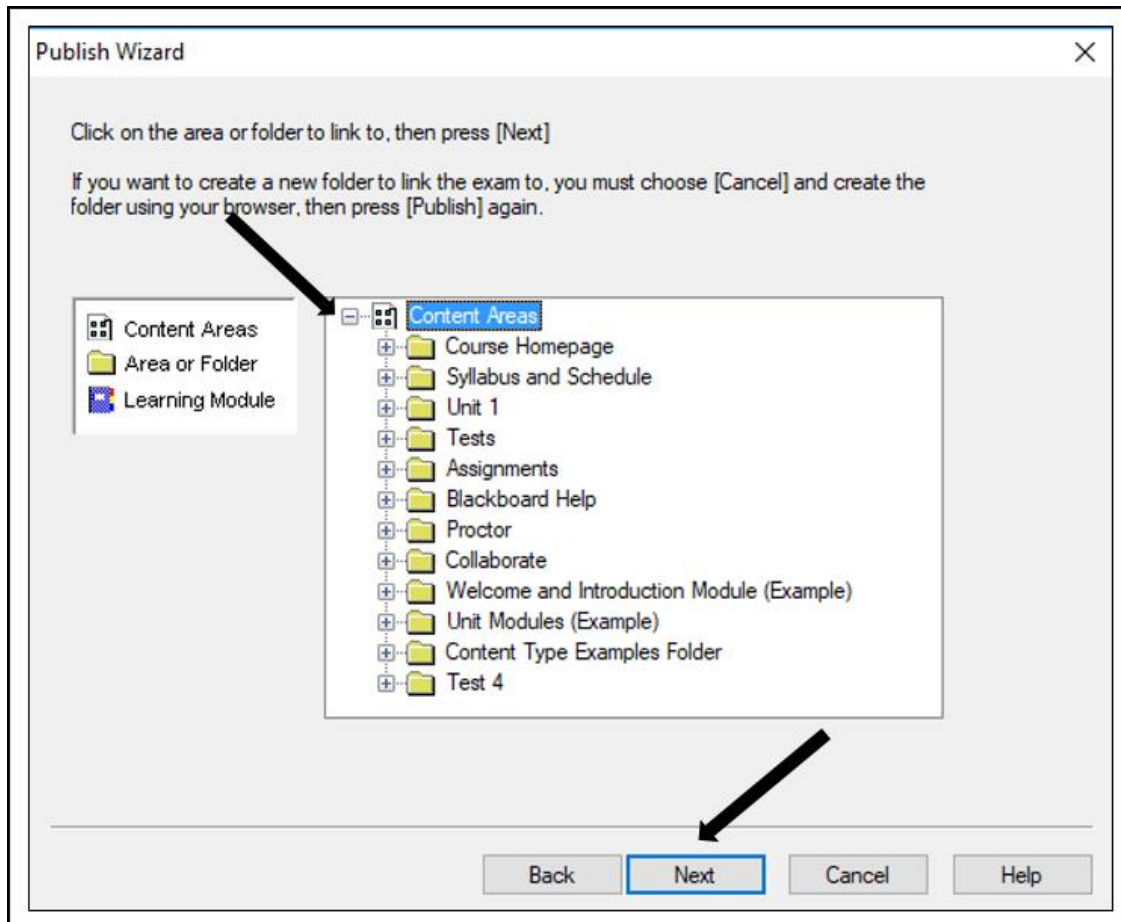 Publish Wizard
Click on the area or folder to link to, then press [Next]
If you want to create a new folder to link the exam to, you must choose [Cancel] and create the
folder using your browser, then press [Publish] again.
Content Areas
Area or Folder
Learning Module
Content Areas
Course Homepage
Syllabus and Schedule
Unit 1
Tests
Assignments
Blackboard Help
Proctor
Collaborate
Welcome and Introduction Module (Example)
Unit Modules (Example)
Content Type Examples Folder
Test 4
Back Next Cancel Help